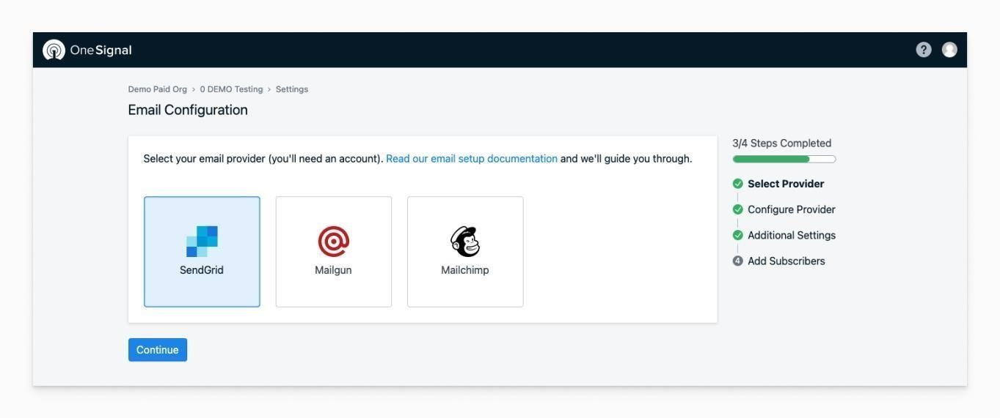 OneSignal
?
Demo Paid Org > 0 DEMO Testing > Settings
Email Configuration
Select your email provider (you'll need an account). Read our email setup documentation and we'll guide you through.
SendGrid
Mailgun
Mailchimp
Continue
3/4 Steps Completed
Select Provider
Configure Provider
Additional Settings
4 Add Subscribers